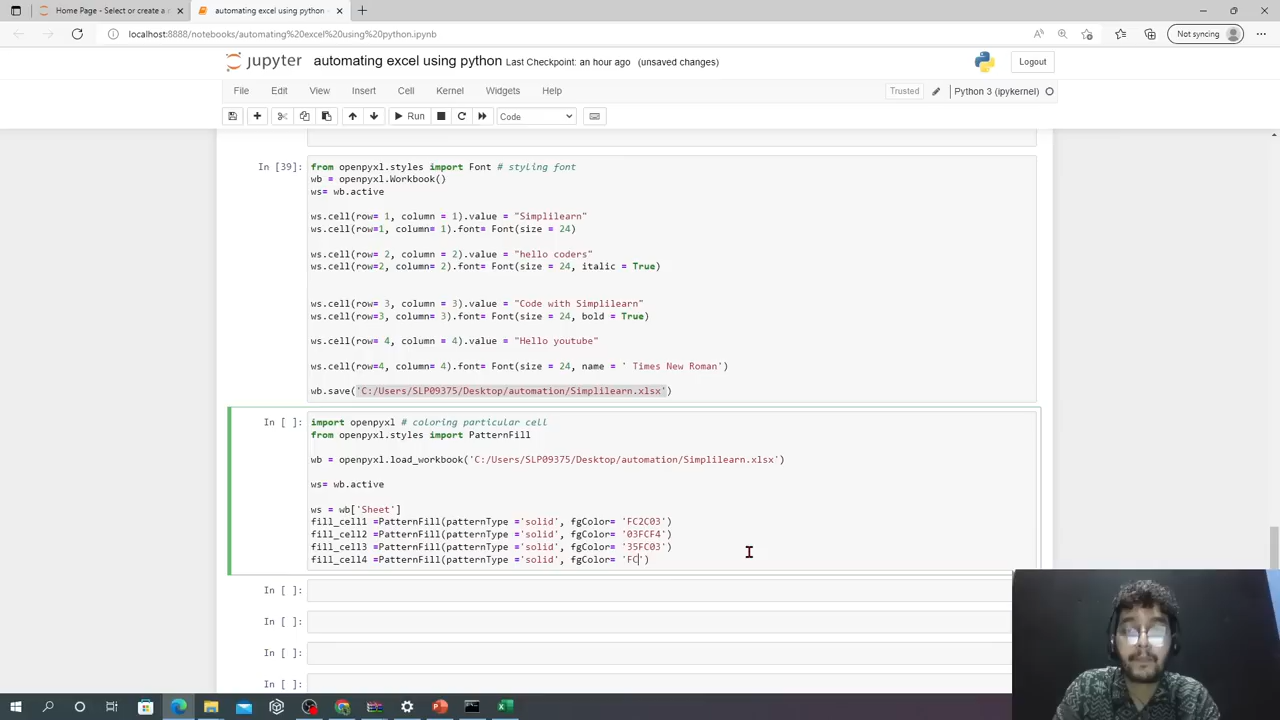 Home Page - Select or create a n
automating excel using python -
localhost:8888/notebooks/automating%20excel%20using%20python.ipynb
Not syncing
jupyter automating excel using python Last Checkpoint: an hour ago (unsaved changes)
Logout
File Edit View Insert Cell Kernel Widgets Help
Trusted Python 3 (ipykernel)
Run Code
In [39]:
from openpyxl.styles import Font # styling font
wb = openpyxl.Workbook()
ws= wb.active
ws.cell(row= 1, column = 1).value = "Simplilearn"
ws.cell(row=1, column= 1).font= Font(size = 24)
ws.cell(row= 2, column = 2).value = "hello coders"
ws.cell(row=2, column= 2).font= Font(size = 24, italic = True)
ws.cell(row= 3, column = 3).value = "Code with Simplilearn"
ws.cell(row=3, column= 3).font= Font(size = 24, bold = True)
ws.cell(row= 4, column = 4).value = "Hello youtube"
ws.cell(row=4, column= 4).font= Font(size = 24, name = ' Times New Roman')
wb.save('C:/Users/SLP09375/Desktop/automation/Simplilearn.xlsx')
In [ ]:
import openpyxl # coloring particular cell
from openpyxl.styles import PatternFill
wb = openpyxl.load_workbook('C:/Users/SLP09375/Desktop/automation/Simplilearn.xlsx')
ws= wb.active
ws = wb['Sheet']
fill_cell1 =PatternFill(patternType ='solid', fgColor= 'FC2C03')
fill_cell2 =PatternFill(patternType ='solid', fgColor= '03FCF4')
fill_cell3 =PatternFill(patternType ='solid', fgColor= '35FC03')
fill_cell4 =PatternFill(patternType ='solid', fgColor= 'FC')
In [ ]:
In [ ]:
In [ ]:
In [ ]: